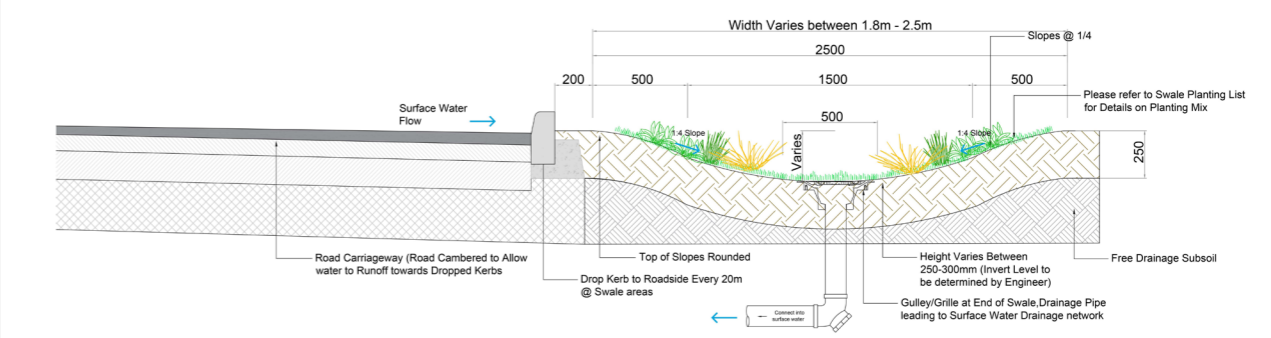 Width Varies between 1.8m - 2.5m
Slopes @ 1/4
2500
200
500
1500
500
Please refer to Swale Planting List
for Details on Planting Mix
Surface Water
Flow
500
1:4 Slope
1:4 Slope
Varies
250
Road Carriageway (Road Cambered to Allow
water to Runoff towards Dropped Kerbs
Top of Slopes Rounded
Height Varies Between
250-300mm (Invert Level to
be determined by Engineer)
Free Drainage Subsoil
Drop Kerb to Roadside Every 20m
@ Swale areas
Gulley/Grille at End of Swale,Drainage Pipe
leading to Surface Water Drainage network
Connect into
surface water